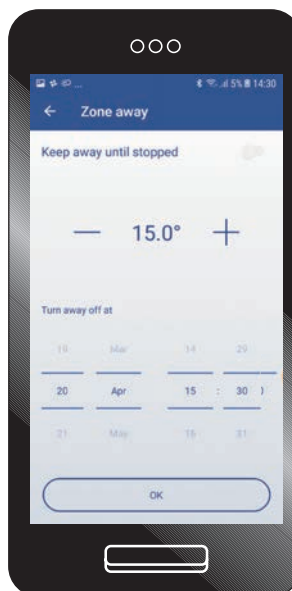 5% 14:30
Zone away
Keep away until stopped
— 15.0° +
Turn away off at
19 Mar 14 29
20 Apr 15 : 30
21 May 16 31
OK